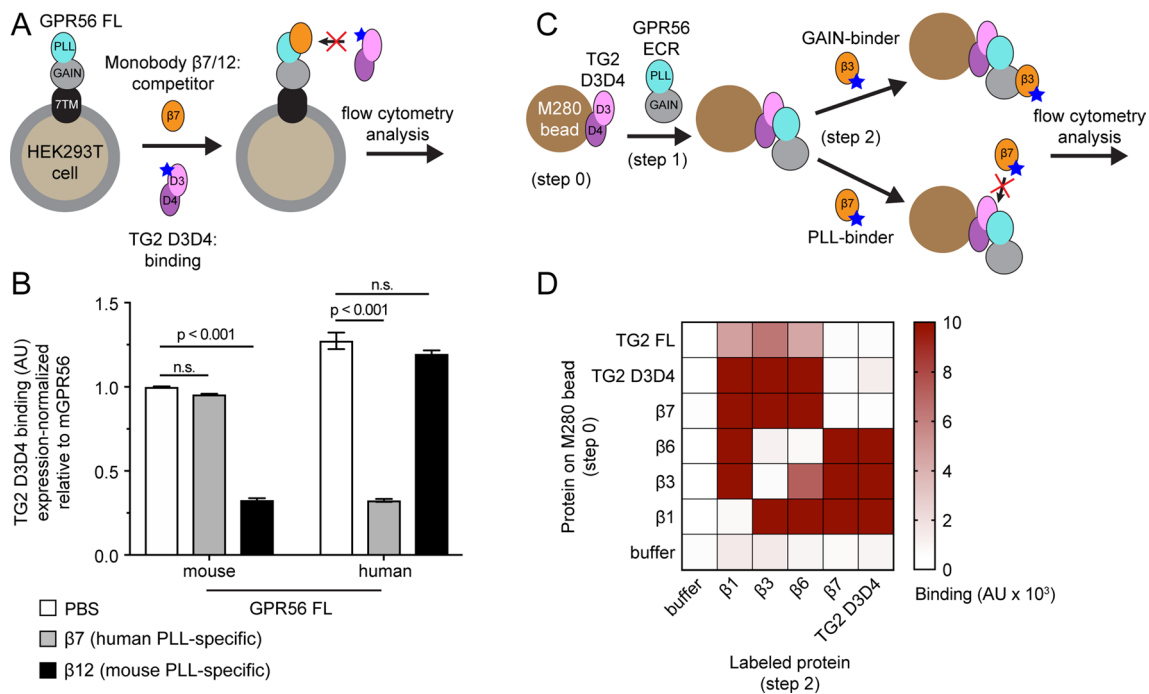 A
GPR56 FL
PLL
GAIN
7TM
HEK293T
cell
Monobody β7/12:
competitor
β7
D3
D4
TG2 D3D4:
binding
flow cytometry
analysis
C
M280
bead
(step 0)
TG2
D3D4
D3
D4
GPR56
ECR
PLL
GAIN
(step 1)
GAIN-binder
β3
(step 2)
β7
PLL-binder
β3
β7
flow cytometry
analysis
B
TG2 D3D4 binding (AU)
expression-normalized
relative to mGPR56
1.5
1.0
0.5
0.0
n.s.
p < 0.001
n.s.
p < 0.001
mouse
human
GPR56 FL
PBS
β7 (human PLL-specific)
β12 (mouse PLL-specific)
D
Protein on M280 bead
(step 0)
TG2 FL
TG2 D3D4
β7
β6
β3
β1
buffer
buffer
β1
β3
β6
β7
TG2 D3D4
Labeled protein
(step 2)
10
8
6
4
2
0
Binding (AU x 10³)